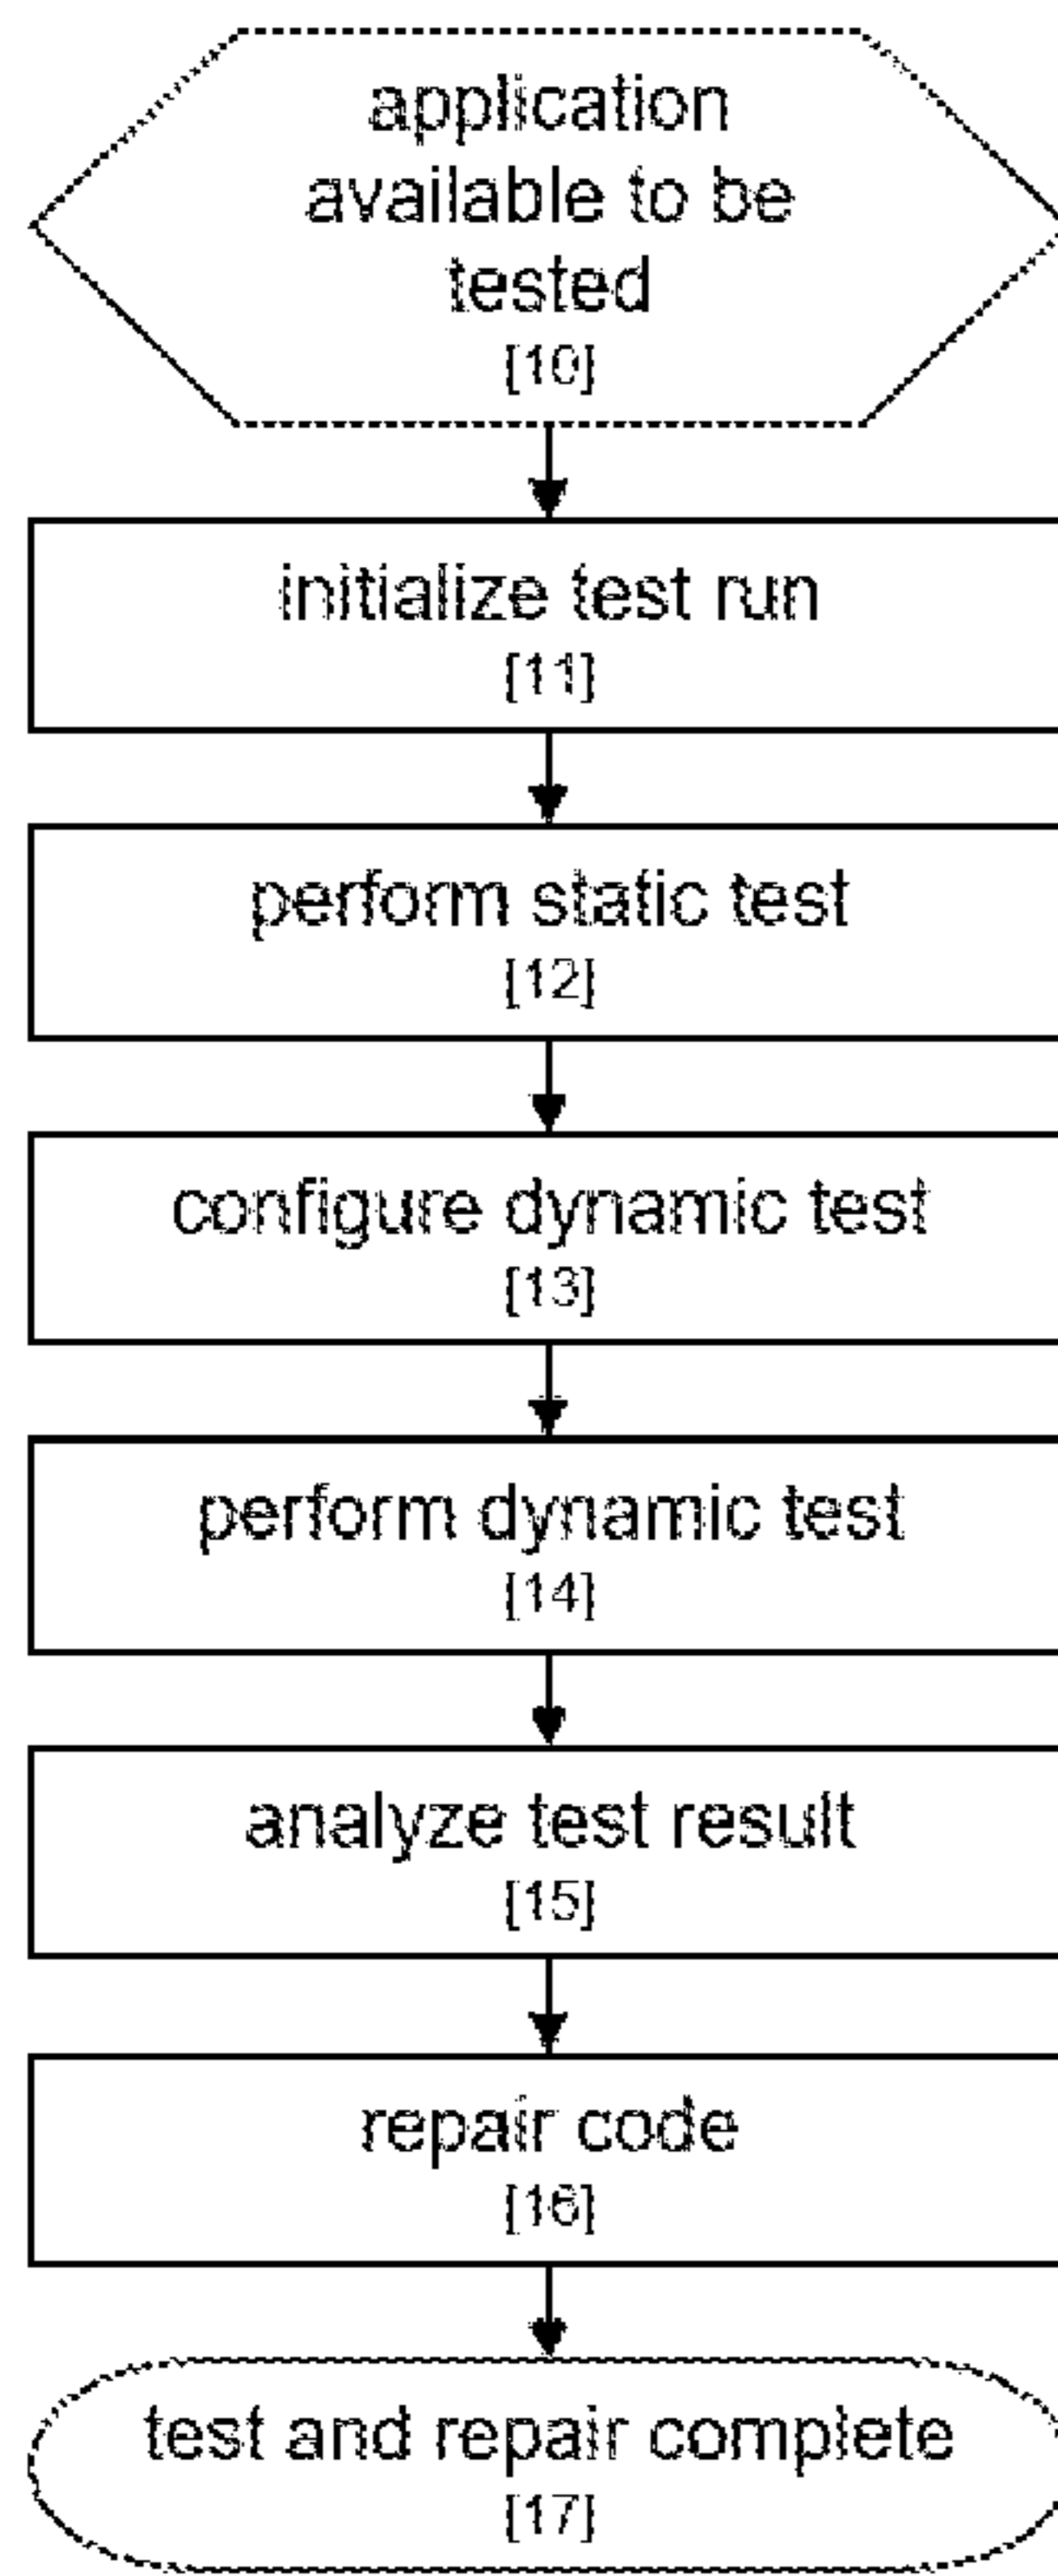 application
available to be
tested
[10]
initialize test run
[11]
perform static test
[12]
configure dynamic test
[13]
perform dynamic test
[14]
analyze test result
[15]
repair code
[16]
test and repair complete
[17]